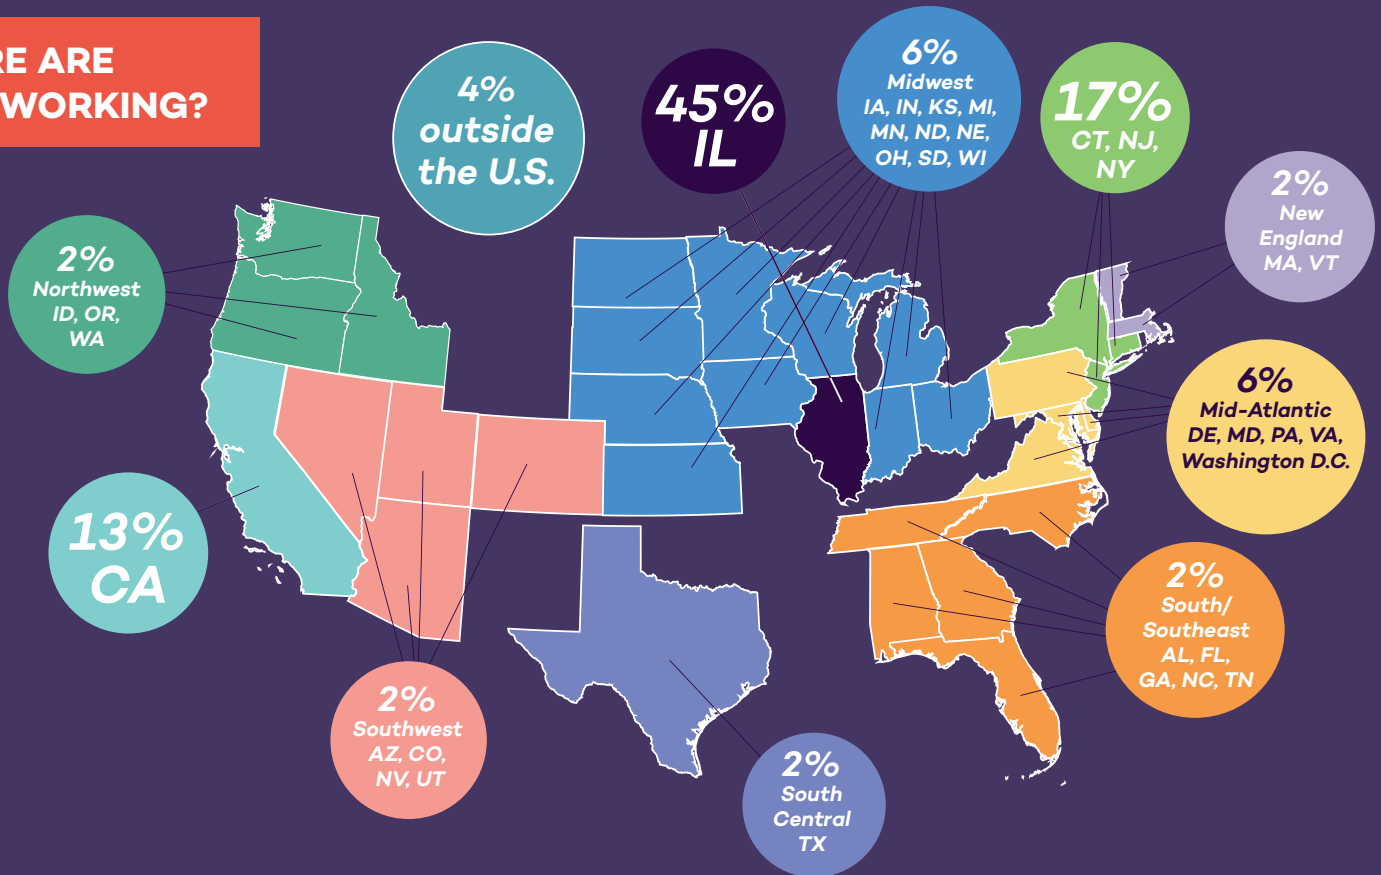 ARE
WORKING?
4%
outside
the U.S.
45%
IL
6%
Midwest
IA, IN, KS, MI,
MN, ND, NE,
OH, SD, WI
17%
CT, NJ,
NY
2%
New
England
MA, VT
2%
Northwest
ID, OR,
WA
6%
Mid-Atlantic
DE, MD, PA, VA,
Washington D.C.
13%
CA
2%
South/
Southeast
AL, FL,
GA, NC, TN
2%
Southwest
AZ, CO,
NV, UT
2%
South
Central
TX